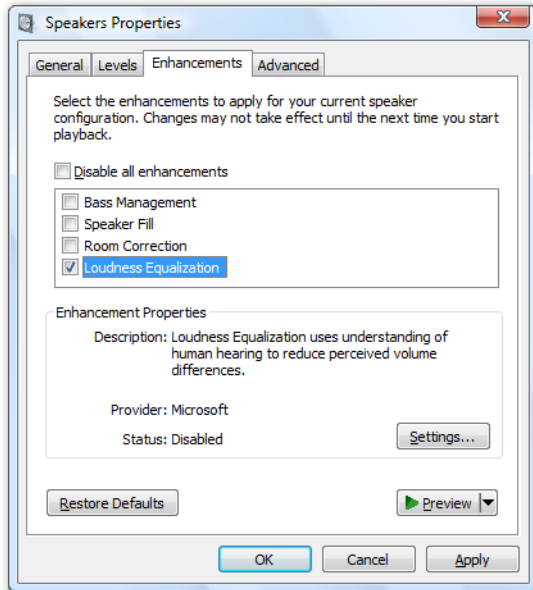 Speakers Properties
General Levels Enhancements Advanced
Select the enhancements to apply for your current speaker
configuration. Changes may not take effect until the next time you start
playback.
Disable all enhancements
Bass Management
Speaker Fill
Room Correction
Loudness Equalization
Enhancement Properties
Description: Loudness Equalization uses understanding of
human hearing to reduce perceived volume
differences.
Provider: Microsoft
Status: Disabled Settings...
Restore Defaults Preview
OK Cancel Apply